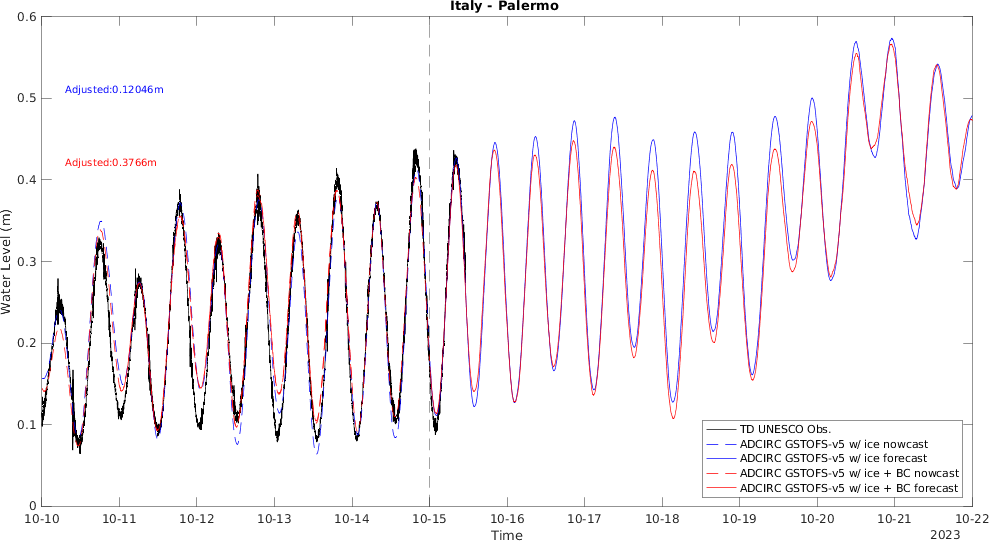 Italy - Palermo
0.6
0.5
0.4
0.3
0.2
0.1
0
Water Level (m)
Adjusted:0.12046m
Adjusted:0.3766m
TD UNESCO Obs.
ADCIRC GSTOFS-v5 w/ ice nowcast
ADCIRC GSTOFS-v5 w/ ice forecast
ADCIRC GSTOFS-v5 w/ ice + BC nowcast
ADCIRC GSTOFS-v5 w/ ice + BC forecast
10-10 10-11 10-12 10-13 10-14 10-15 10-16 10-17 10-18 10-19 10-20 10-21 10-22
Time
2023